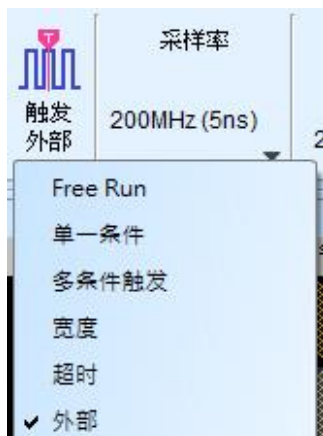 T
触发
外部
采样率
200MHz (5ns)
2
Free Run
单一条件
多条件触发
宽度
超时
外部